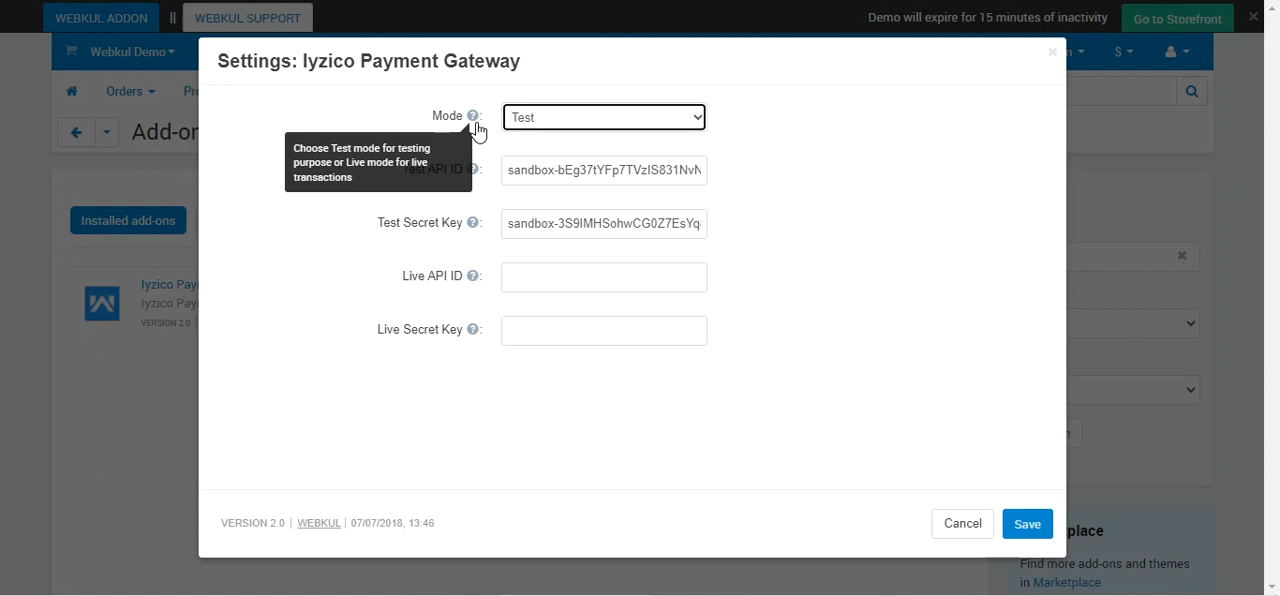 WEBKUL ADDON || WEBKUL SUPPORT Demo will expire for 15 minutes of inactivity Go to Storefront ×
Webkul Demo $
Settings: Iyzico Payment Gateway ×
Orders
Add-on
Mode ?: Test
Choose Test mode for testing
purpose or Live mode for live
transactions
Test API ID ?: sandbox-bEg37tYFp7TVzIS831NvN
Installed add-ons
Test Secret Key ?: sandbox-3S9IMHSohwCG0Z7EsYq
Live API ID ?:
Iyzico Pay
Iyzico Pay
VERSION 2.0
Live Secret Key ?:
VERSION 2.0 | WEBKUL | 07/07/2018, 13:46
Cancel Save
place
Find more add-ons and themes
in Marketplace